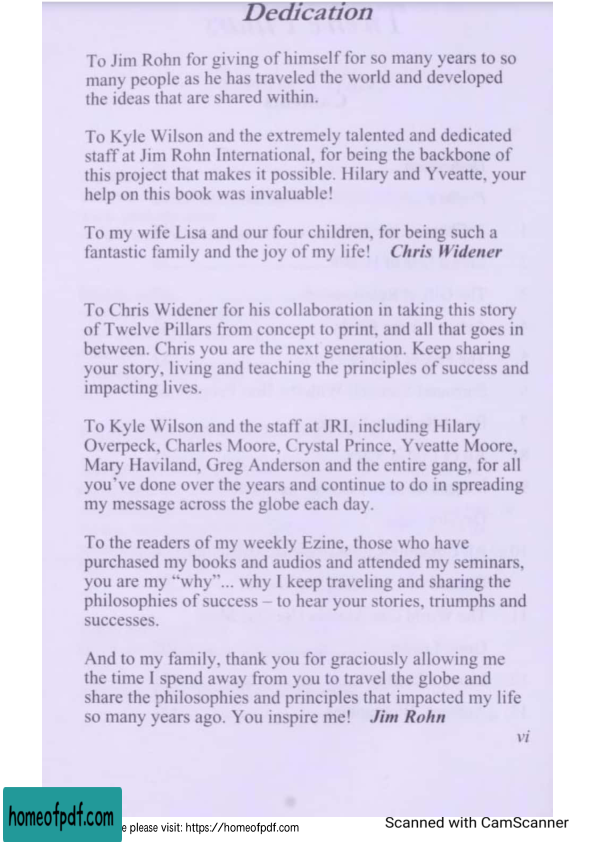 Dedication
To Jim Rohn for giving of himself for so many years to so
many people as he has traveled the world and developed
the ideas that are shared within.
To Kyle Wilson and the extremely talented and dedicated
staff at Jim Rohn International, for being the backbone of
this project that makes it possible. Hilary and Yveatte, your
help on this book was invaluable!
To my wife Lisa and our four children, for being such a
fantastic family and the joy of my life! Chris Widener
To Chris Widener for his collaboration in taking this story
of Twelve Pillars from concept to print, and all that goes in
between. Chris you are the next generation. Keep sharing
your story, living and teaching the principles of success and
impacting lives.
To Kyle Wilson and the staff at JRI, including Hilary
Overpeck, Charles Moore, Crystal Prince, Yveatte Moore,
Mary Haviland, Greg Anderson and the entire gang, for all
you've done over the years and continue to do in spreading
my message across the globe each day.
To the readers of my weekly Ezine, those who have
purchased my books and audios and attended my seminars,
you are my “why”... why I keep traveling and sharing the
philosophies of success – to hear your stories, triumphs and
successes.
And to my family, thank you for graciously allowing me
the time I spend away from you to travel the globe and
share the philosophies and principles that impacted my life
so many years ago. You inspire me! Jim Rohn
vi
homeofpdf.com
e please visit: https://homeofpdf.com
Scanned with CamScanner